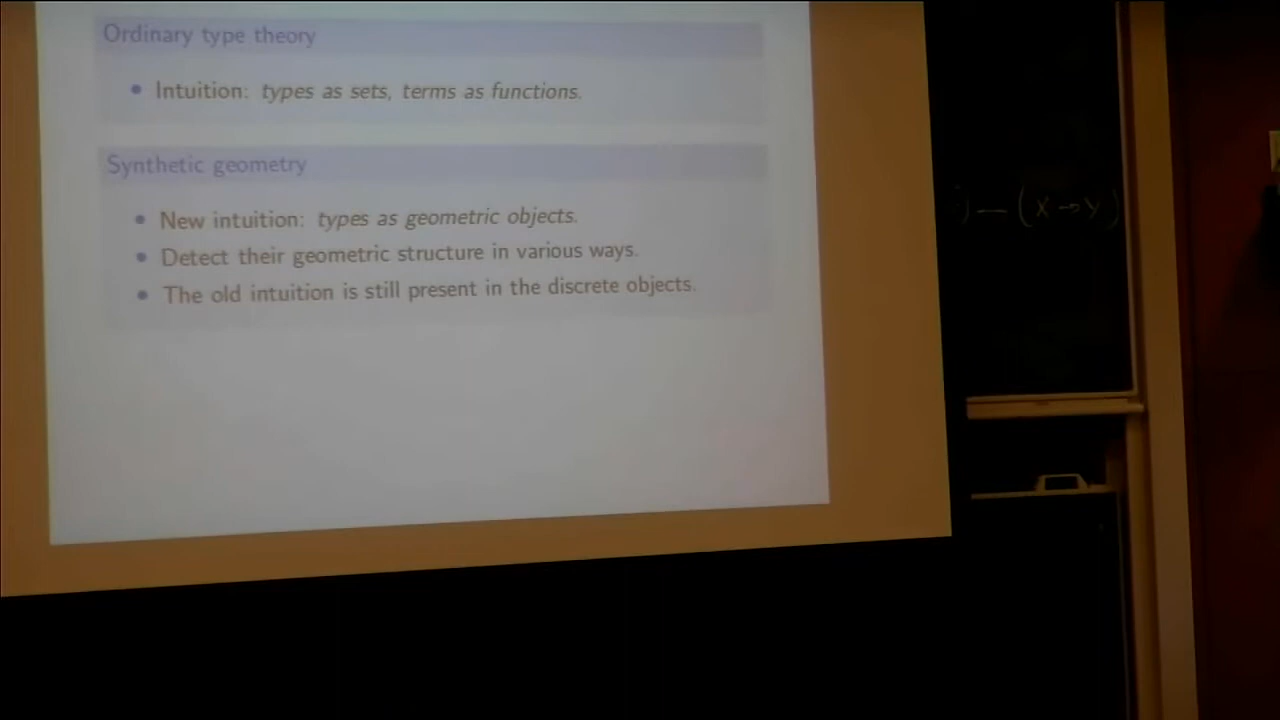 Ordinary type theory
• Intuition: types as sets, terms as functions.
Synthetic geometry
• New intuition: types as geometric objects.
• Detect their geometric structure in various ways.
• The old intuition is still present in the discrete objects.
) — (X → Y)